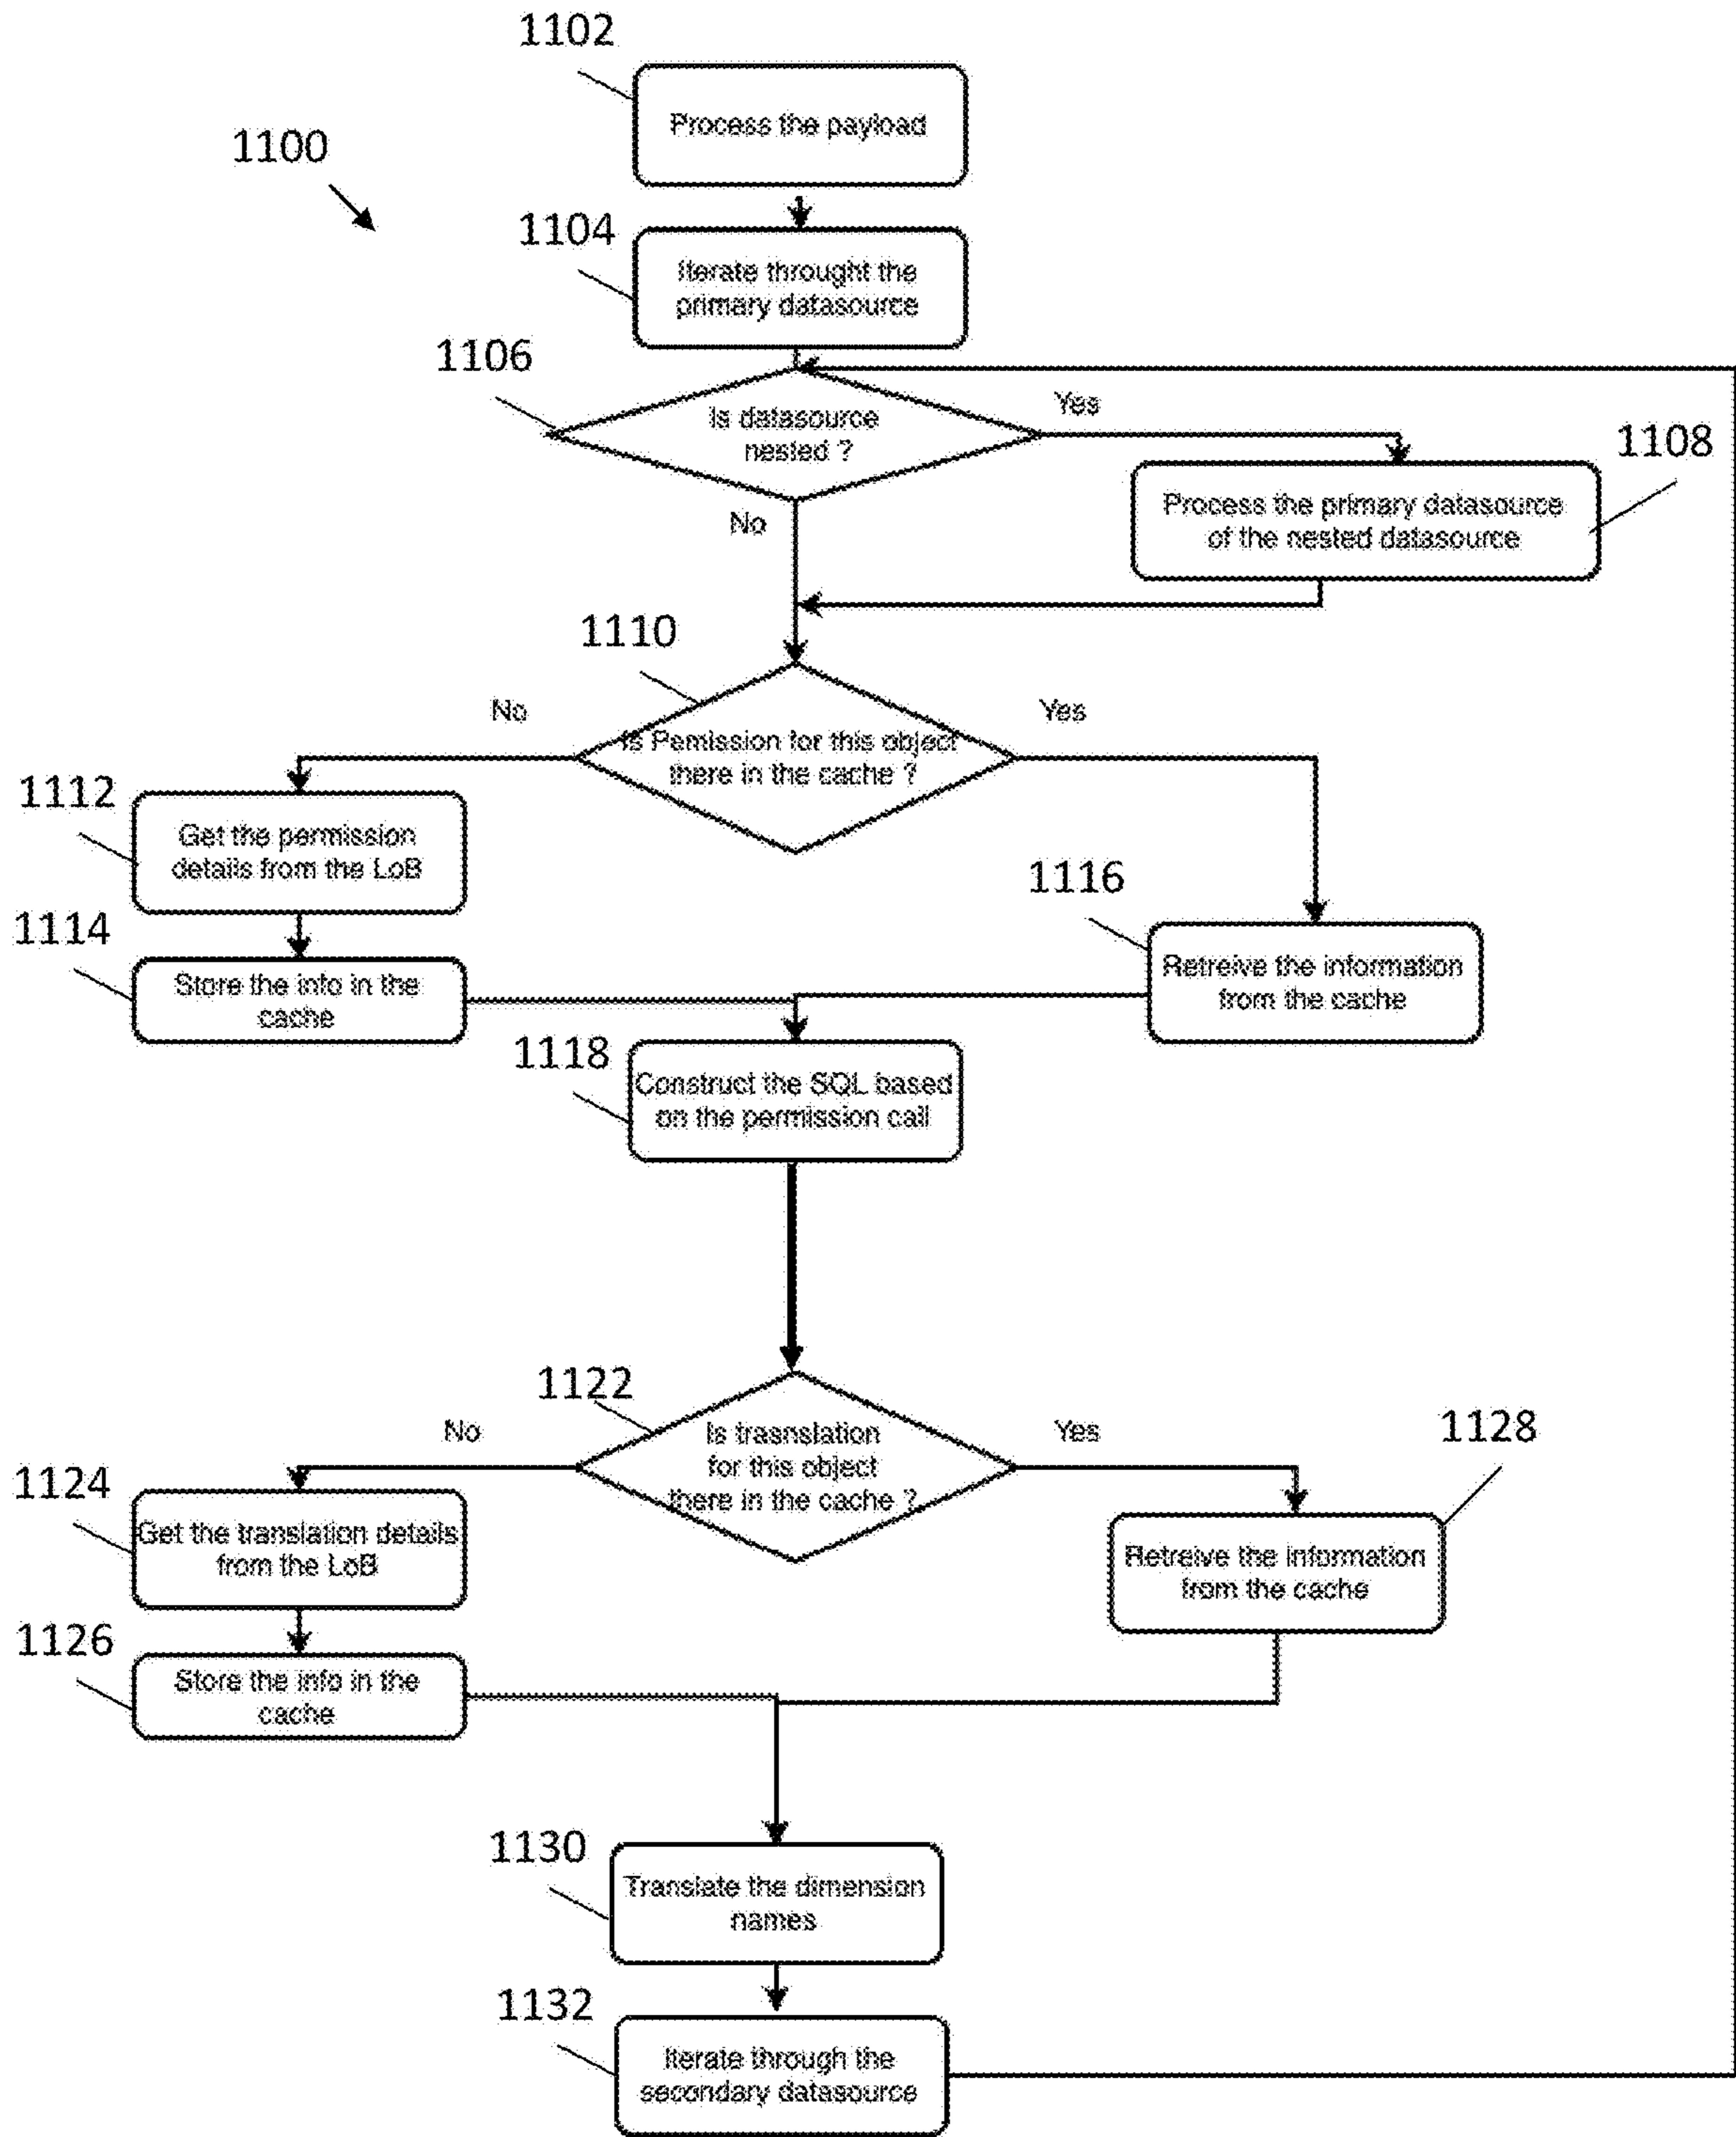 1102
Process the payload
1100
1104
Iterate throught the
primary datasource
1106
Is datasource
nested ?
Yes
1108
Process the primary datasource
of the nested datasource
No
1110
No
Is Pemission for this object
there in the cache ?
Yes
1112
Get the permission
details from the LoB
1116
Retreive the information
from the cache
1114
Store the info in the
cache
1118
Construct the SQL based
on the permission call
1122
No
Is trasnslation
for this object
there in the cache ?
Yes
1128
1124
Get the translation details
from the LoB
Retreive the information
from the cache
1126
Store the info in the
cache
1130
Translate the dimension
names
1132
Iterate through the
secondary datasource